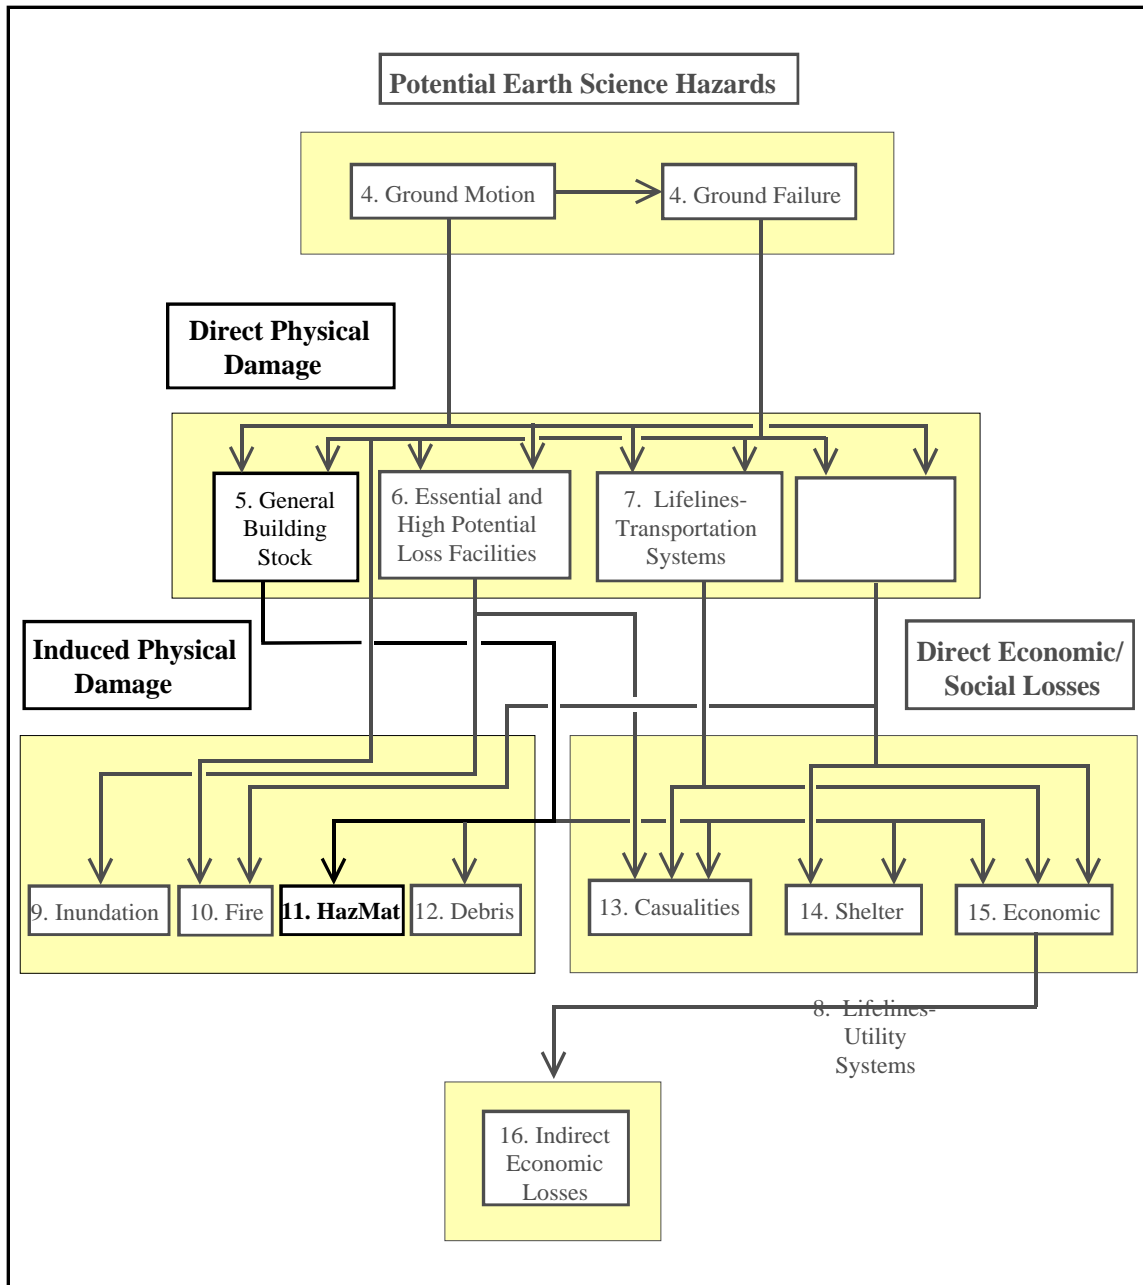 Potential Earth Science Hazards
4. Ground Motion
4. Ground Failure
Direct Physical
Damage
5. General
Building
Stock
6. Essential and
High Potential
Loss Facilities
7. Lifelines-
Transportation
Systems
Induced Physical
Damage
Direct Economic/
Social Losses
9. Inundation
10. Fire
11. HazMat
12. Debris
13. Casualities
14. Shelter
15. Economic
8. Lifelines-
Utility
Systems
16. Indirect
Economic
Losses